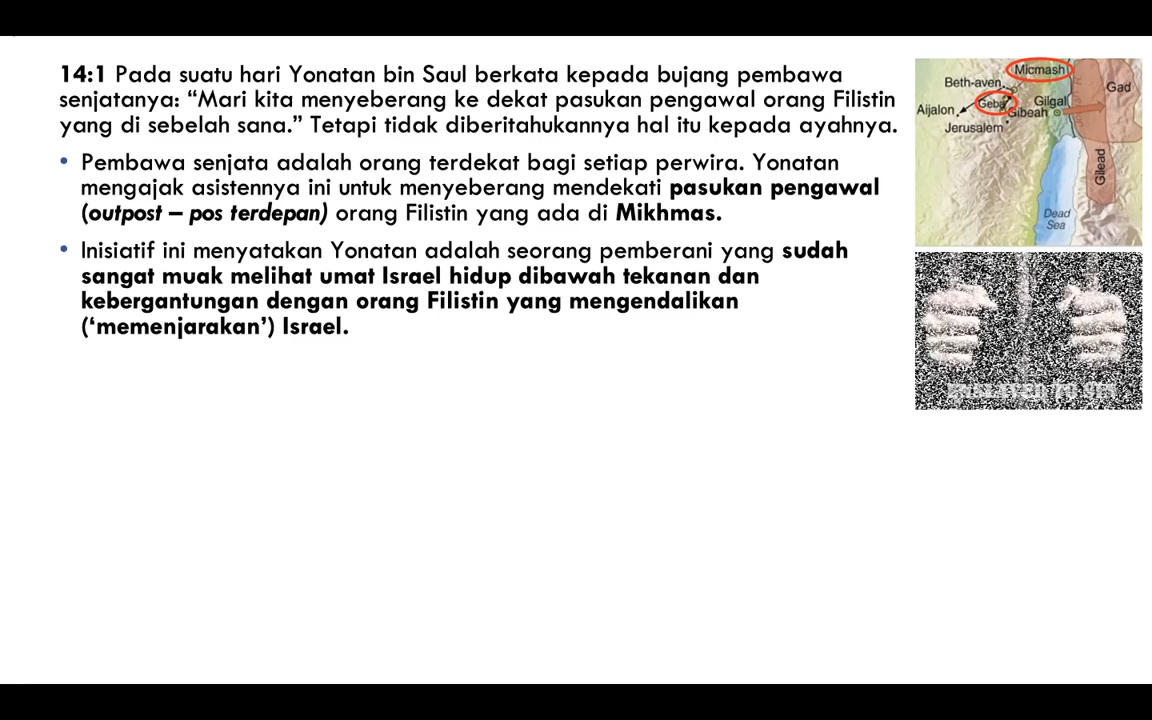 14:1 Pada suatu hari Yonatan bin Saul berkata kepada bujang pembawa
senjatanya: “Mari kita menyeberang ke dekat pasukan pengawal orang Filistin
yang di sebelah sana.” Tetapi tidak diberitahukannya hal itu kepada ayahnya.
• Pembawa senjata adalah orang terdekat bagi setiap perwira. Yonatan
mengajak asistennya ini untuk menyeberang mendekati pasukan pengawal
(outpost – pos terdepan) orang Filistin yang ada di Mikhmas.
• Inisiatif ini menyatakan Yonatan adalah seorang pemberani yang sudah
sangat muak melihat umat Israel hidup dibawah tekanan dan
kebergantungan dengan orang Filistin yang mengendalikan
(‘memenjarakan’) Israel.
Micmash
Beth-aven
Gad
Geba
Gilgal
Aijalon
Gibeah
Jerusalem
Gilead
Dead
Sea
ENSLAVED TO SIN